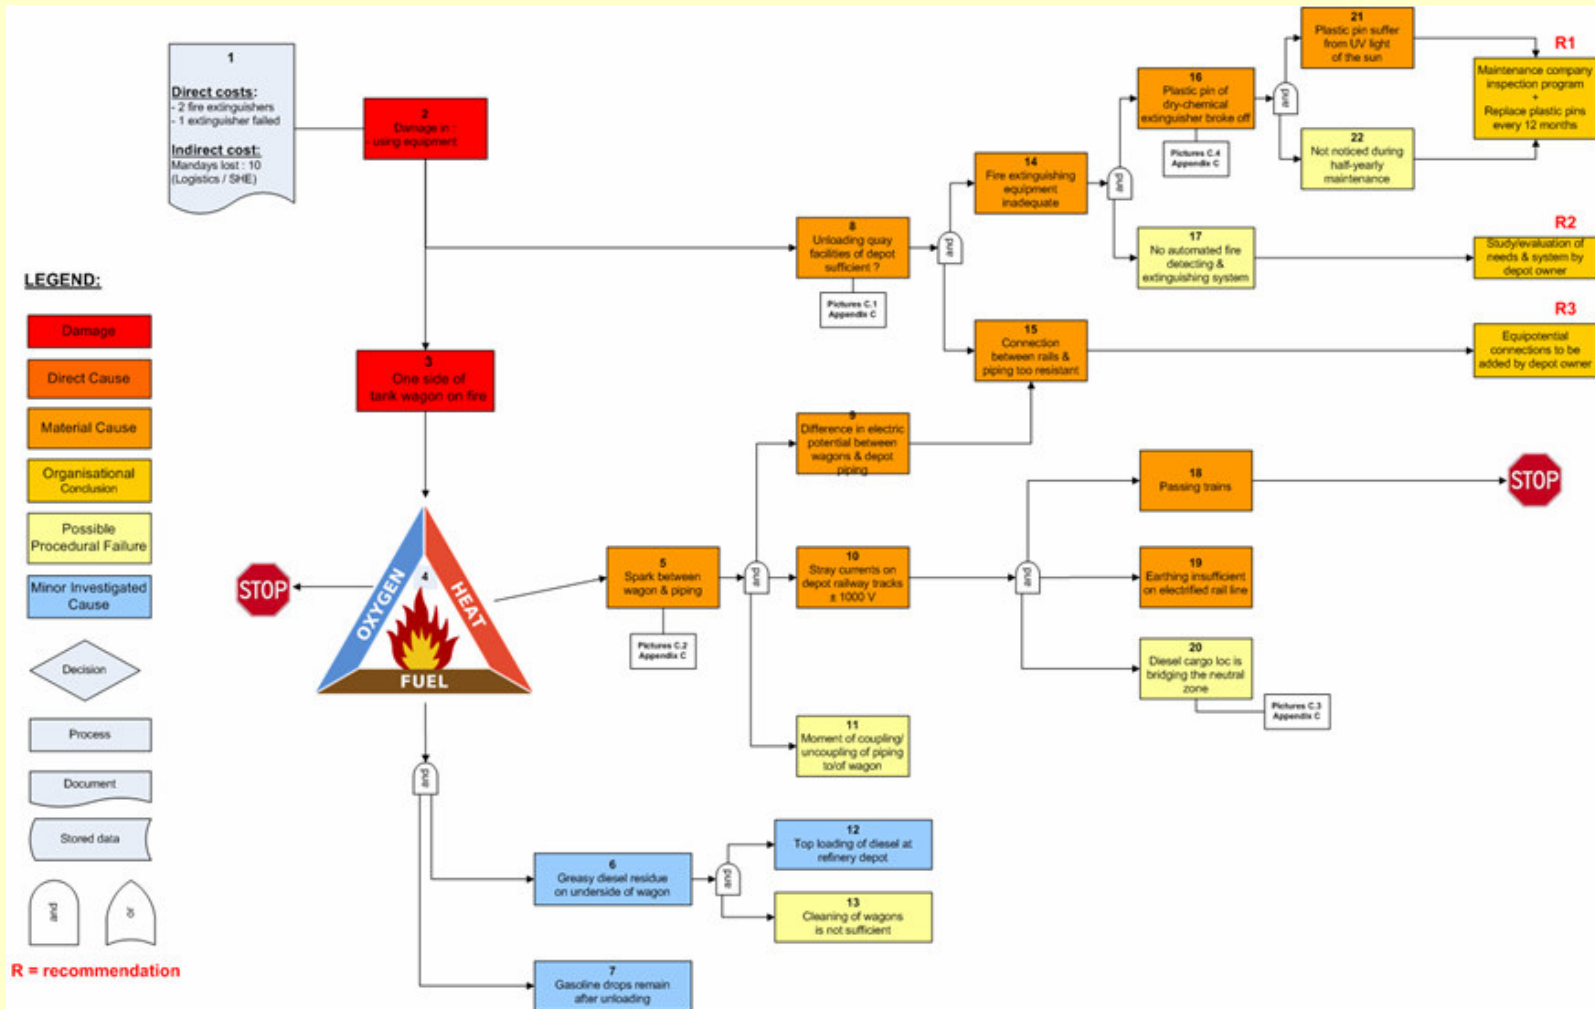 1
Direct costs:
- 2 fire extinguishers
- 1 extinguisher failed
Indirect cost:
Mandays lost : 10
(Logistics / SHE)
2
Damage in :
- using equipment
3
One side of
tank wagon on fire
4
OXYGEN
HEAT
FUEL
STOP
5
Spark between
wagon & piping
Pictures C.2
Appendix C
and
6
Greasy diesel residue
on underside of wagon
7
Gasoline drops remain
after unloading
and
8
Unloading quay
facilities of depot
sufficient ?
Pictures C.1
Appendix C
and
9
Difference in electric
potential between
wagons & depot
piping
10
Stray currents on
depot railway tracks
± 1000 V
11
Moment of coupling/
uncoupling of piping
to/of wagon
and
12
Top loading of diesel at
refinery depot
13
Cleaning of wagons
is not sufficient
and
14
Fire extinguishing
equipment
inadequate
15
Connection
between rails &
piping too resistant
and
16
Plastic pin of
dry-chemical
extinguisher broke off
Pictures C.4
Appendix C
17
No automated fire
detecting &
extinguishing system
and
18
Passing trains
STOP
19
Earthing insufficient
on electrified rail line
20
Diesel cargo loc is
bridging the neutral
zone
Pictures C.3
Appendix C
and
21
Plastic pin suffer
from UV light
of the sun
22
Not noticed during
half-yearly
maintenance
and
R1
Maintenance company
inspection program
+
Replace plastic pins
every 12 months
R2
Study/evaluation of
needs & system by
depot owner
R3
Equipotential
connections to be
added by depot owner
LEGEND:
Damage
Direct Cause
Material Cause
Organisational
Conclusion
Possible
Procedural Failure
Minor Investigated
Cause
Decision
Process
Document
Stored data
and
or
R = recommendation